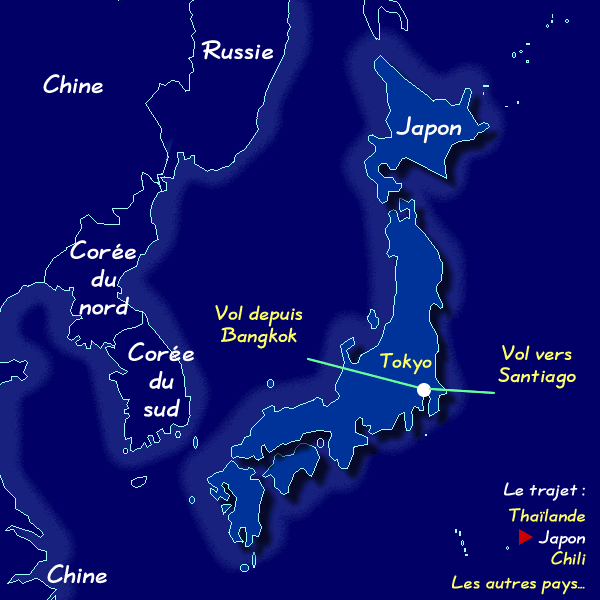 Russie
Chine
Japon
Corée
du
nord
Vol depuis
Bangkok
Corée
du
sud
Tokyo
Vol vers
Santiago
Le trajet :
Thaïlande
Japon
Chili
Les autres pays...
Chine